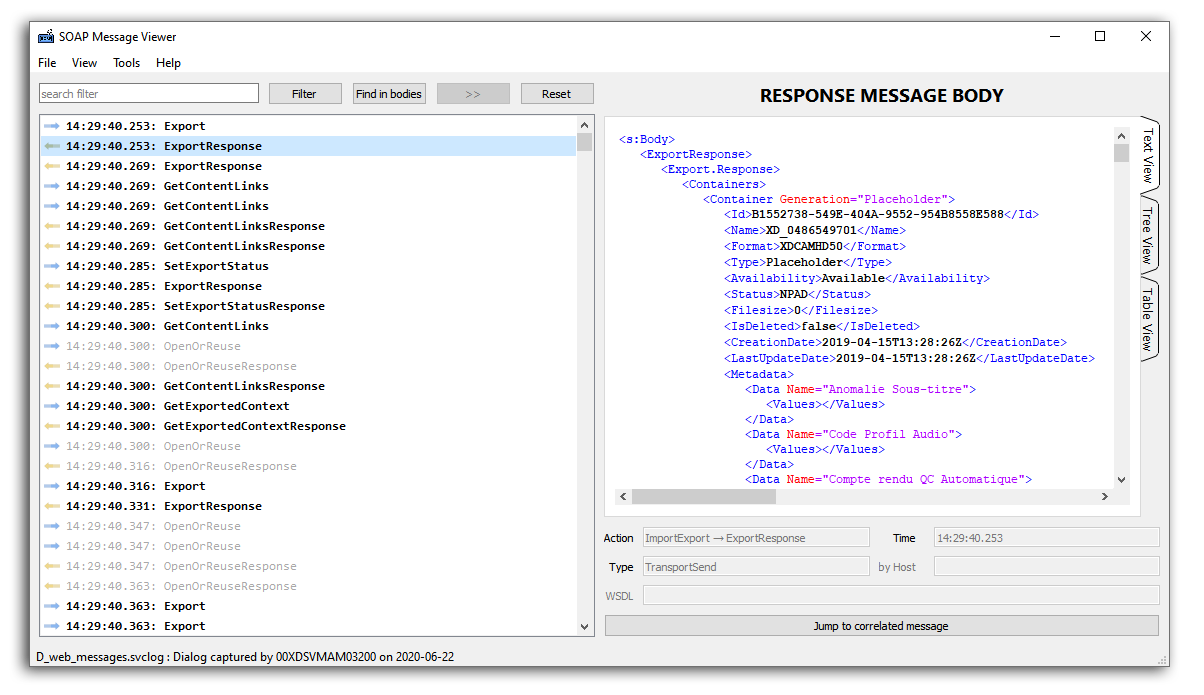 SOAP Message Viewer
File View Tools Help
search filter Filter Find in bodies >> Reset
14:29:40.253: Export
14:29:40.253: ExportResponse
14:29:40.269: ExportResponse
14:29:40.269: GetContentLinks
14:29:40.269: GetContentLinks
14:29:40.269: GetContentLinksResponse
14:29:40.269: GetContentLinksResponse
14:29:40.285: SetExportStatus
14:29:40.285: ExportResponse
14:29:40.285: SetExportStatusResponse
14:29:40.300: GetContentLinks
14:29:40.300: OpenOrReuse
14:29:40.300: OpenOrReuseResponse
14:29:40.300: GetContentLinksResponse
14:29:40.300: GetExportedContext
14:29:40.300: GetExportedContextResponse
14:29:40.300: OpenOrReuse
14:29:40.316: OpenOrReuseResponse
14:29:40.316: Export
14:29:40.331: ExportResponse
14:29:40.347: OpenOrReuse
14:29:40.347: OpenOrReuse
14:29:40.347: OpenOrReuseResponse
14:29:40.363: OpenOrReuseResponse
14:29:40.363: Export
14:29:40.363: Export
RESPONSE MESSAGE BODY
<s:Body>
<ExportResponse>
<Export.Response>
<Containers>
<Container Generation="Placeholder">
<Id>B1552738-549E-404A-9552-954B8558E588</Id>
<Name>XD_0486549701</Name>
<Format>XDCAMHD50</Format>
<Type>Placeholder</Type>
<Availability>Available</Availability>
<Status>NPAD</Status>
<Filesize>0</Filesize>
<IsDeleted>false</IsDeleted>
<CreationDate>2019-04-15T13:28:26Z</CreationDate>
<LastUpdateDate>2019-04-15T13:28:26Z</LastUpdateDate>
<Metadata>
<Data Name="Anomalie Sous-titre">
<Values></Values>
</Data>
<Data Name="Code Profil Audio">
<Values></Values>
</Data>
<Data Name="Compte rendu QC Automatique">
Text View
Tree View
Table View
Action ImportExport → ExportResponse Time 14:29:40.253
Type TransportSend by Host
WSDL
Jump to correlated message
D_web_messages.svclog : Dialog captured by 00XDSVMAM03200 on 2020-06-22